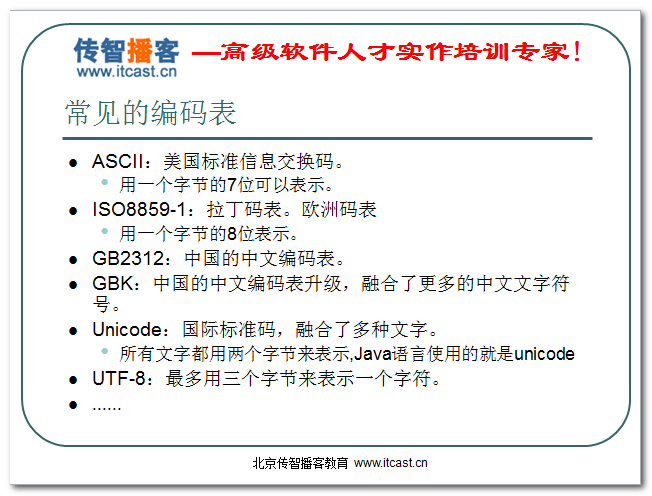 传智播客 —高级软件人才实作培训专家!
www.itcast.cn
常见的编码表
● ASCII：美国标准信息交换码。
• 用一个字节的7位可以表示。
● ISO8859-1：拉丁码表。欧洲码表
• 用一个字节的8位表示。
● GB2312：中国的中文编码表。
● GBK：中国的中文编码表升级，融合了更多的中文文字符
号。
● Unicode：国际标准码，融合了多种文字。
• 所有文字都用两个字节来表示,Java语言使用的就是unicode
● UTF-8：最多用三个字节来表示一个字符。
● ......
北京传智播客教育 www.itcast.cn